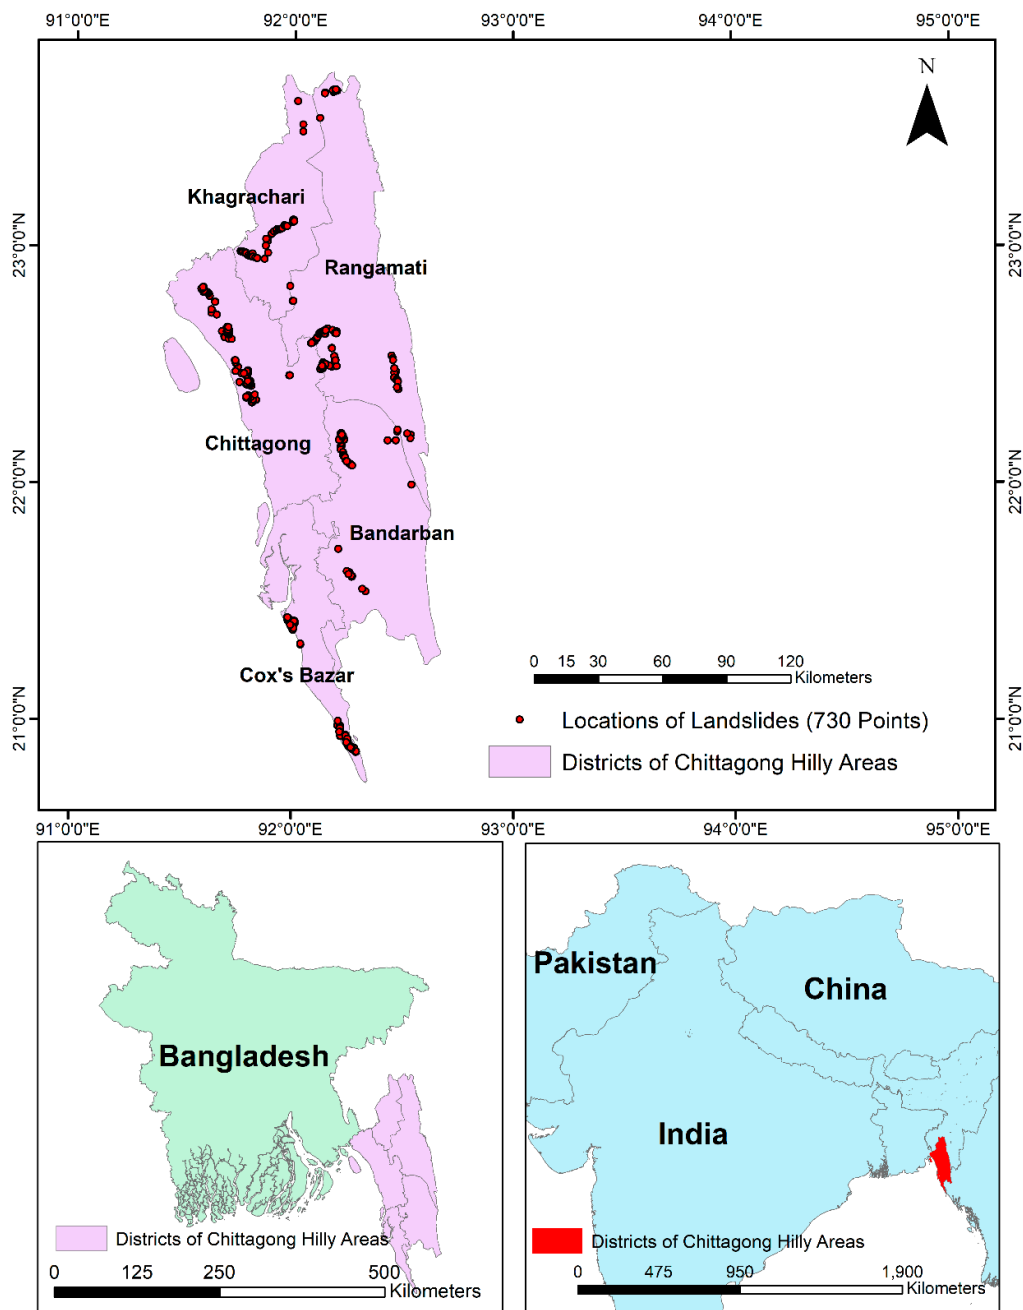 91°0'0"E 92°0'0"E 93°0'0"E 94°0'0"E 95°0'0"E
N
Khagrachari
23°0'0"N 23°0'0"N
Rangamati
Chittagong
22°0'0"N 22°0'0"N
Bandarban
0 15 30 60 90 120
Kilometers
Cox's Bazar
21°0'0"N 21°0'0"N
Locations of Landslides (730 Points)
Districts of Chittagong Hilly Areas
91°0'0"E 92°0'0"E 93°0'0"E 94°0'0"E 95°0'0"E
Bangladesh
Districts of Chittagong Hilly Areas
0 125 250 500
Kilometers
Pakistan
China
India
Districts of Chittagong Hilly Areas
0 475 950 1,900
Kilometers